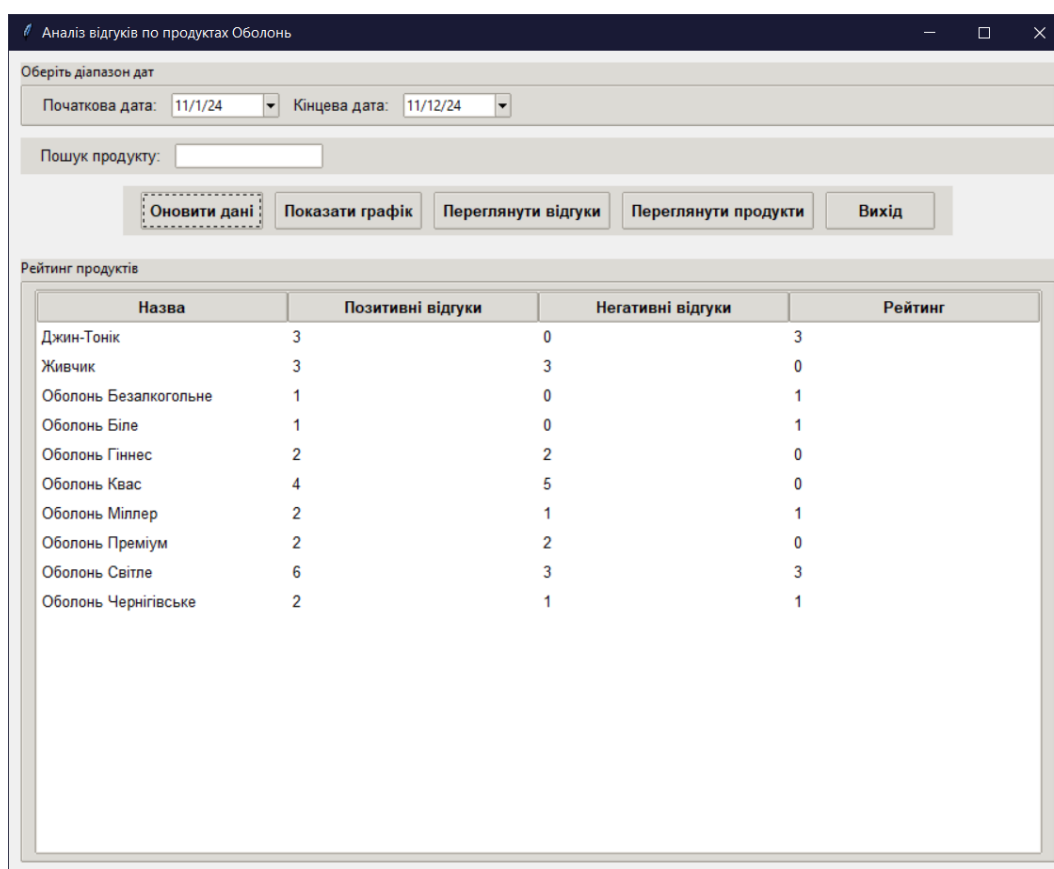 Аналіз відгуків по продуктах Оболонь
Оберіть діапазон дат
Початкова дата: 11/1/24 Кінцева дата: 11/12/24
Пошук продукту:
Оновити дані Показати графік Переглянути відгуки Переглянути продукти Вихід
Рейтинг продуктів
Назва Позитивні відгуки Негативні відгуки Рейтинг
Джин-Тонік 3 0 3
Живчик 3 3 0
Оболонь Безалкогольне 1 0 1
Оболонь Біле 1 0 1
Оболонь Гіннес 2 2 0
Оболонь Квас 4 5 0
Оболонь Міллер 2 1 1
Оболонь Преміум 2 2 0
Оболонь Світле 6 3 3
Оболонь Чернігівське 2 1 1